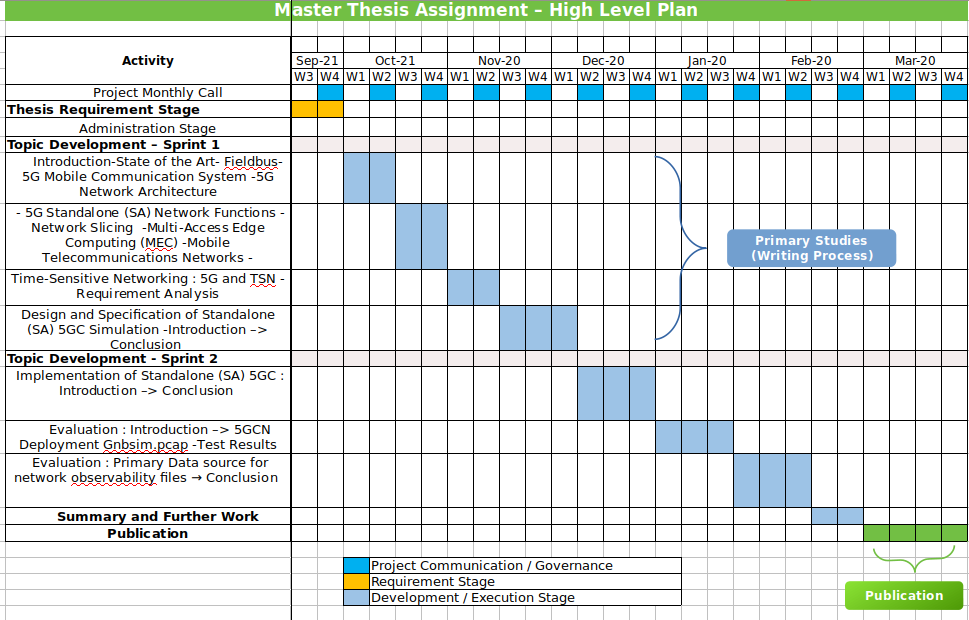 Master Thesis Assignment – High Level Plan
Activity
Sep-21 Oct-21 Nov-20 Dec-20 Jan-20 Feb-20 Mar-20
W3 W4 W1 W2 W3 W4 W1 W2 W3 W4 W1 W2 W3 W4 W1 W2 W3 W4 W1 W2 W3 W4 W1 W2 W3 W4
Project Monthly Call
Thesis Requirement Stage
Administration Stage
Topic Development – Sprint 1
Introduction-State of the Art- Fieldbus-
5G Mobile Communication System -5G
Network Architecture
- 5G Standalone (SA) Network Functions -
Network Slicing -Multi-Access Edge
Computing (MEC) -Mobile
Telecommunications Networks -
Time-Sensitive Networking : 5G and TSN -
Requirement Analysis
Design and Specification of Standalone
(SA) 5GC Simulation -Introduction –>
Conclusion
Primary Studies
(Writing Process)
Topic Development - Sprint 2
Implementation of Standalone (SA) 5GC :
Introduction –> Conclusion
Evaluation : Introduction –> 5GCN
Deployment Gnbsim.pcap -Test Results
Evaluation : Primary Data source for
network observability files → Conclusion
Summary and Further Work
Publication
Project Communication / Governance
Requirement Stage
Development / Execution Stage
Publication